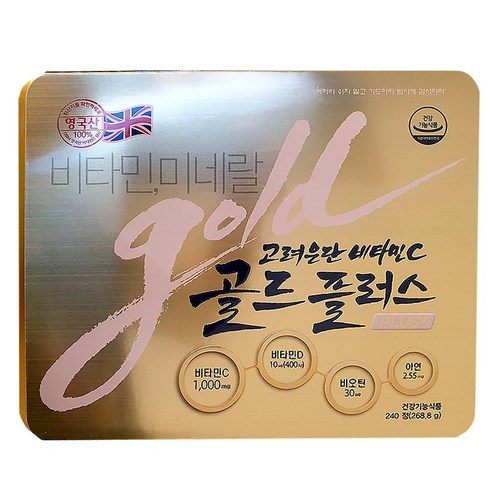 영국산
100%
건강
기능식품
비타민,미네랄
gold
고려은단 비타민C
골드 플러스
PLUS+
비타민C
1,000mg
비타민D
10㎍(400IU)
비오틴
30㎍
아연
2.55mg
건강기능식품
240 정(268.8 g)